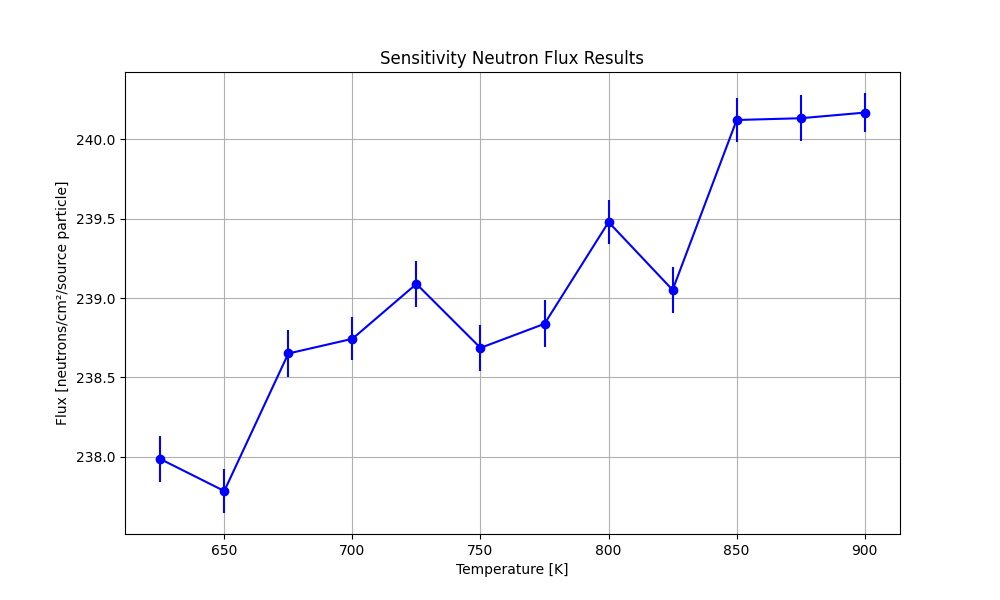 Sensitivity Neutron Flux Results
Flux [neutrons/cm²/source particle]
240.0
239.5
239.0
238.5
238.0
650 700 750 800 850 900
Temperature [K]